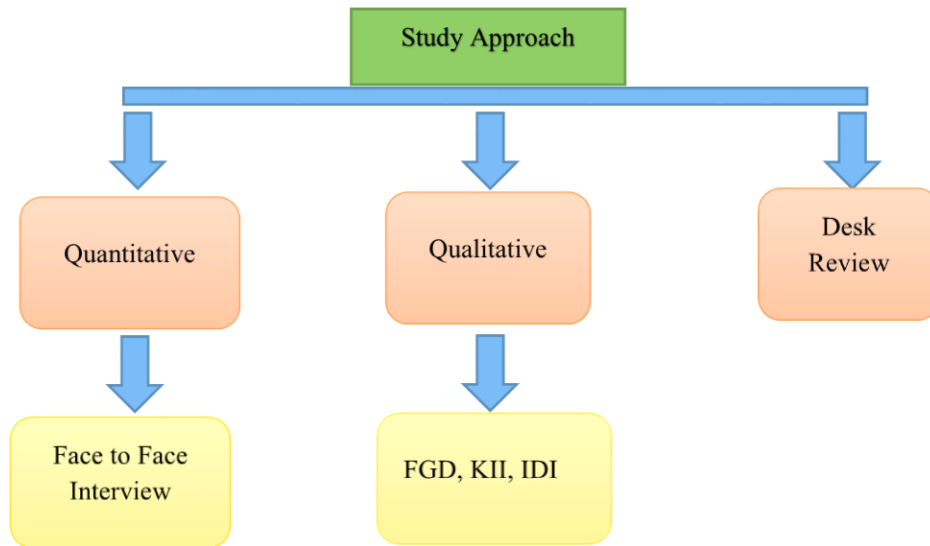 Study Approach
Quantitative
Qualitative
Desk
Review
Face to Face
Interview
FGD, KII, IDI